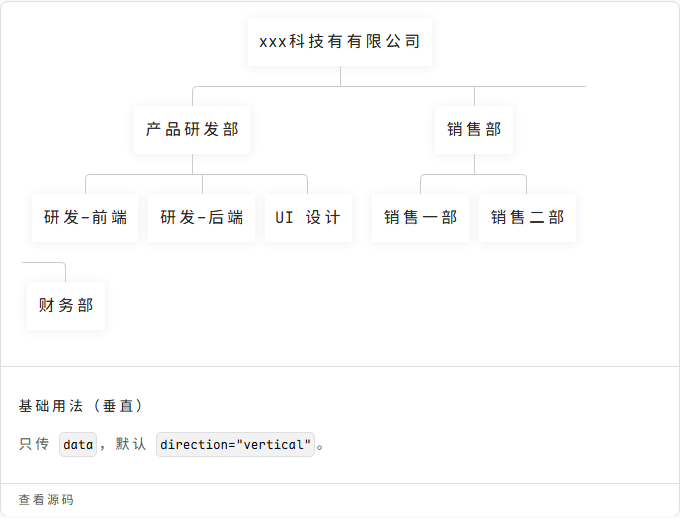 xxx科技有有限公司
产品研发部 销售部
研发-前端 研发-后端 UI 设计 销售一部 销售二部
财务部
基础用法（垂直）
只传 data，默认 direction="vertical"。
查看源码